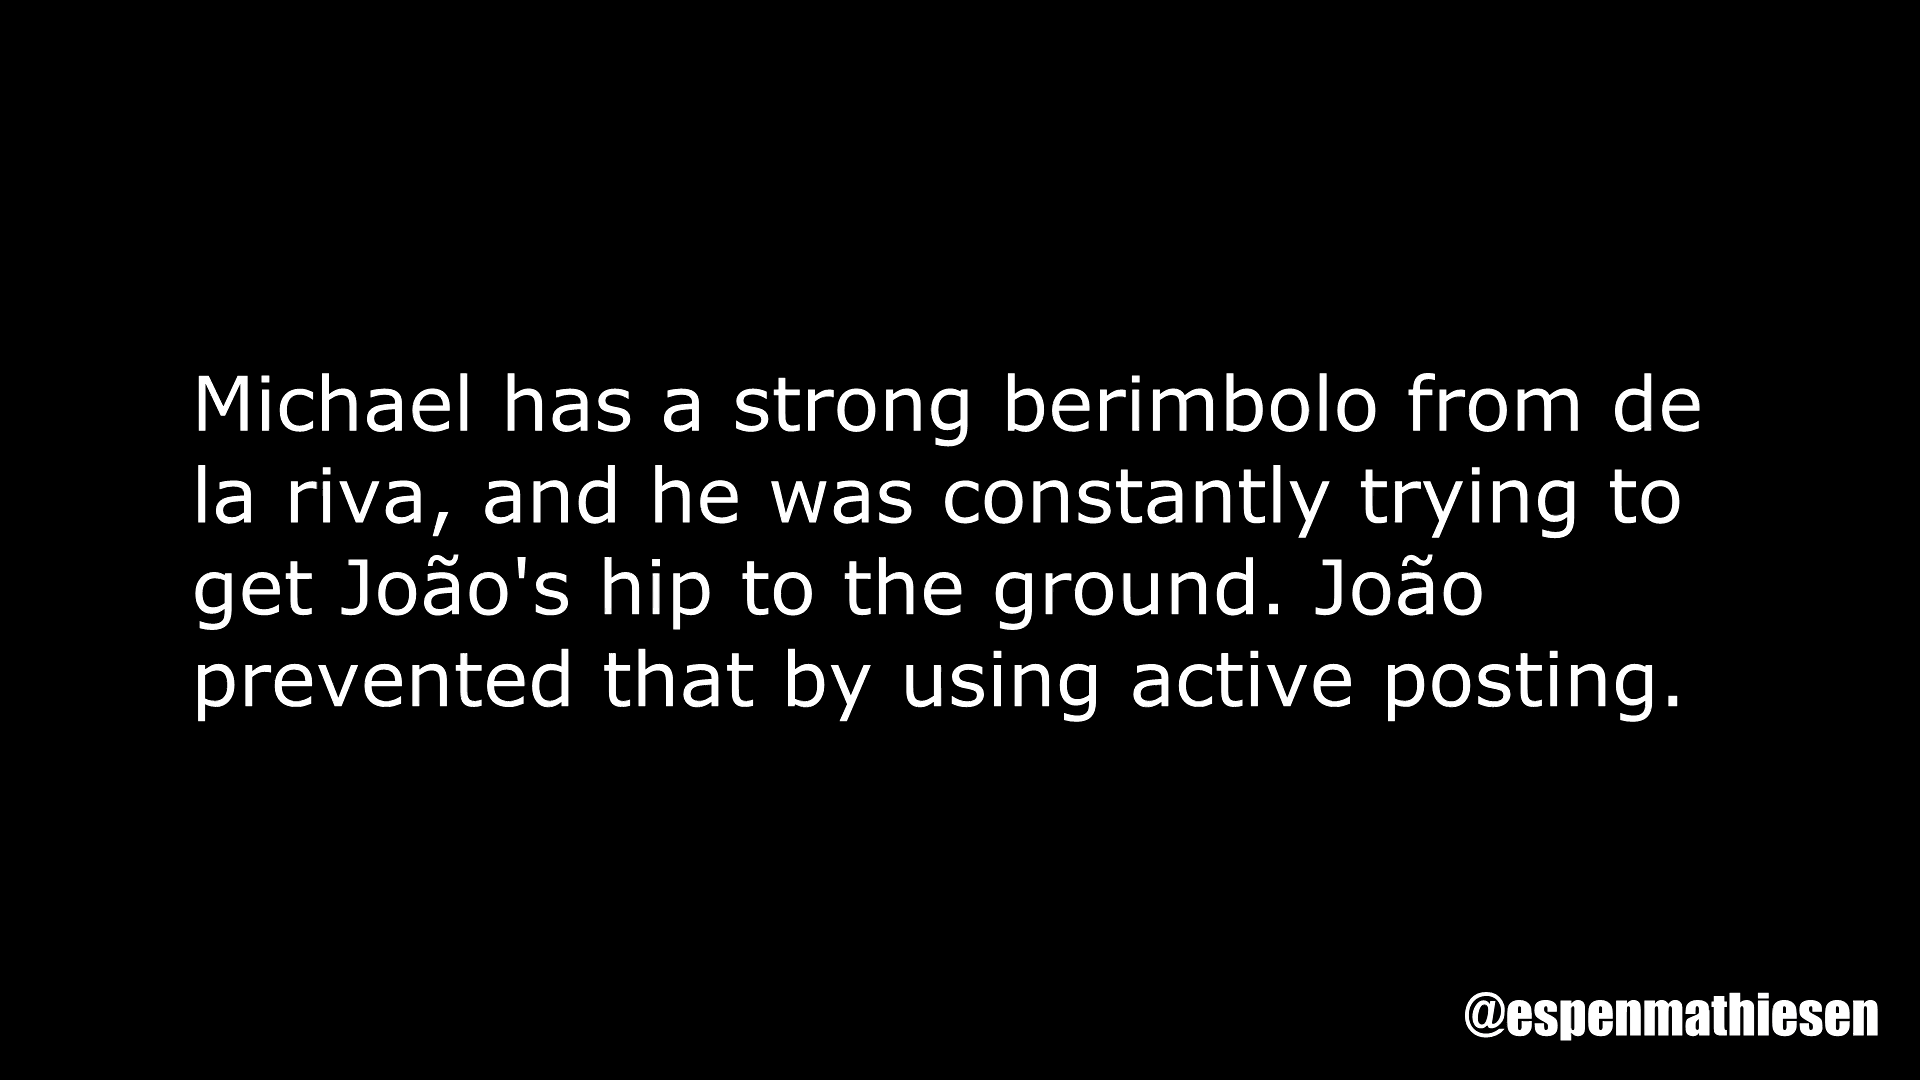 Michael has a strong berimbolo from de
la riva, and he was constantly trying to
get João's hip to the ground. João
prevented that by using active posting.
@espenmathiesen